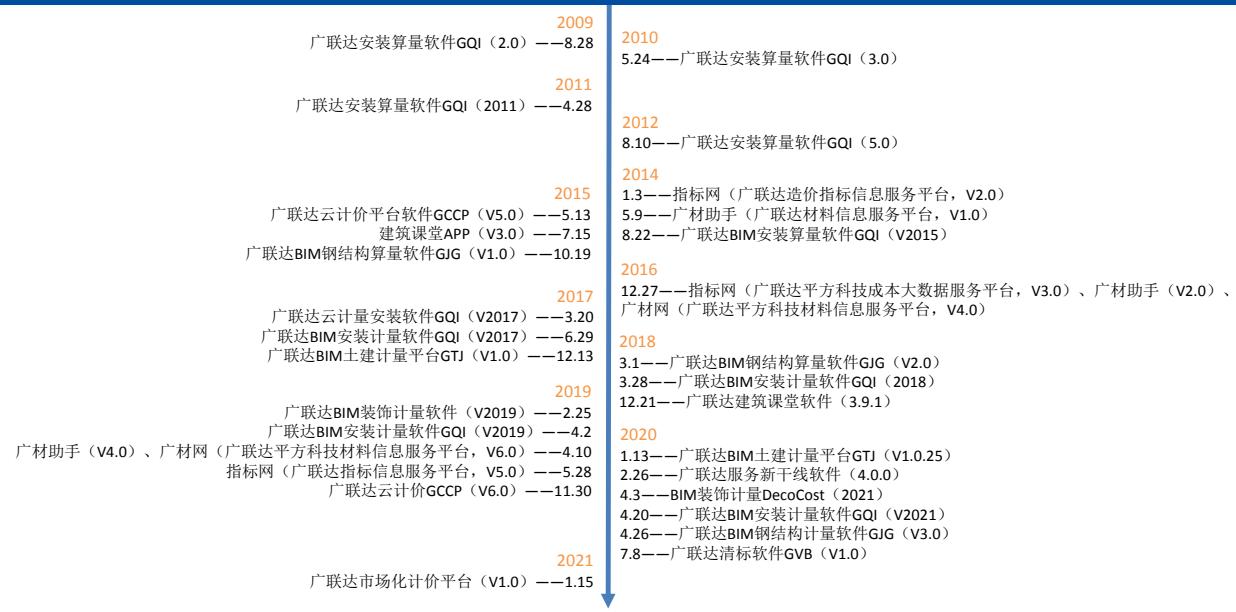 2009
广联达安装算量软件GQI（2.0）——8.28
2010
5.24——广联达安装算量软件GQI（3.0）
2011
广联达安装算量软件GQI（2011）——4.28
2012
8.10——广联达安装算量软件GQI（5.0）
2014
1.3——指标网（广联达造价指标信息服务平台，V2.0）
5.9——广材助手（广联达材料信息服务平台，V1.0）
8.22——广联达BIM安装算量软件GQI（V2015）
2015
广联达云计价平台软件GCCP（V5.0）——5.13
建筑课堂APP（V3.0）——7.15
广联达BIM钢结构算量软件GJG（V1.0）——10.19
2016
12.27——指标网（广联达平方科技成本大数据服务平台，V3.0）、广材助手（V2.0）、
广材网（广联达平方科技材料信息服务平台，V4.0）
2017
广联达云计量安装软件GQI（V2017）——3.20
广联达BIM安装计量软件GQI（V2017）——6.29
广联达BIM土建计量平台GTJ（V1.0）——12.13
2018
3.1——广联达BIM钢结构算量软件GJG（V2.0）
3.28——广联达BIM安装计量软件GQI（2018）
12.21——广联达建筑课堂软件（3.9.1）
2019
广联达BIM装饰计量软件（V2019）——2.25
广联达BIM安装计量软件GQI（V2019）——4.2
广材助手（V4.0）、广材网（广联达平方科技材料信息服务平台，V6.0）——4.10
指标网（广联达指标信息服务平台，V5.0）——5.28
广联达云计价GCCP（V6.0）——11.30
2020
1.13——广联达BIM土建计量平台GTJ（V1.0.25）
2.26——广联达服务新干线软件（4.0.0）
4.3——BIM装饰计量DecoCost（2021）
4.20——广联达BIM安装计量软件GQI（V2021）
4.26——广联达BIM钢结构计量软件GJG（V3.0）
7.8——广联达清标软件GVB（V1.0）
2021
广联达市场化计价平台（V1.0）——1.15